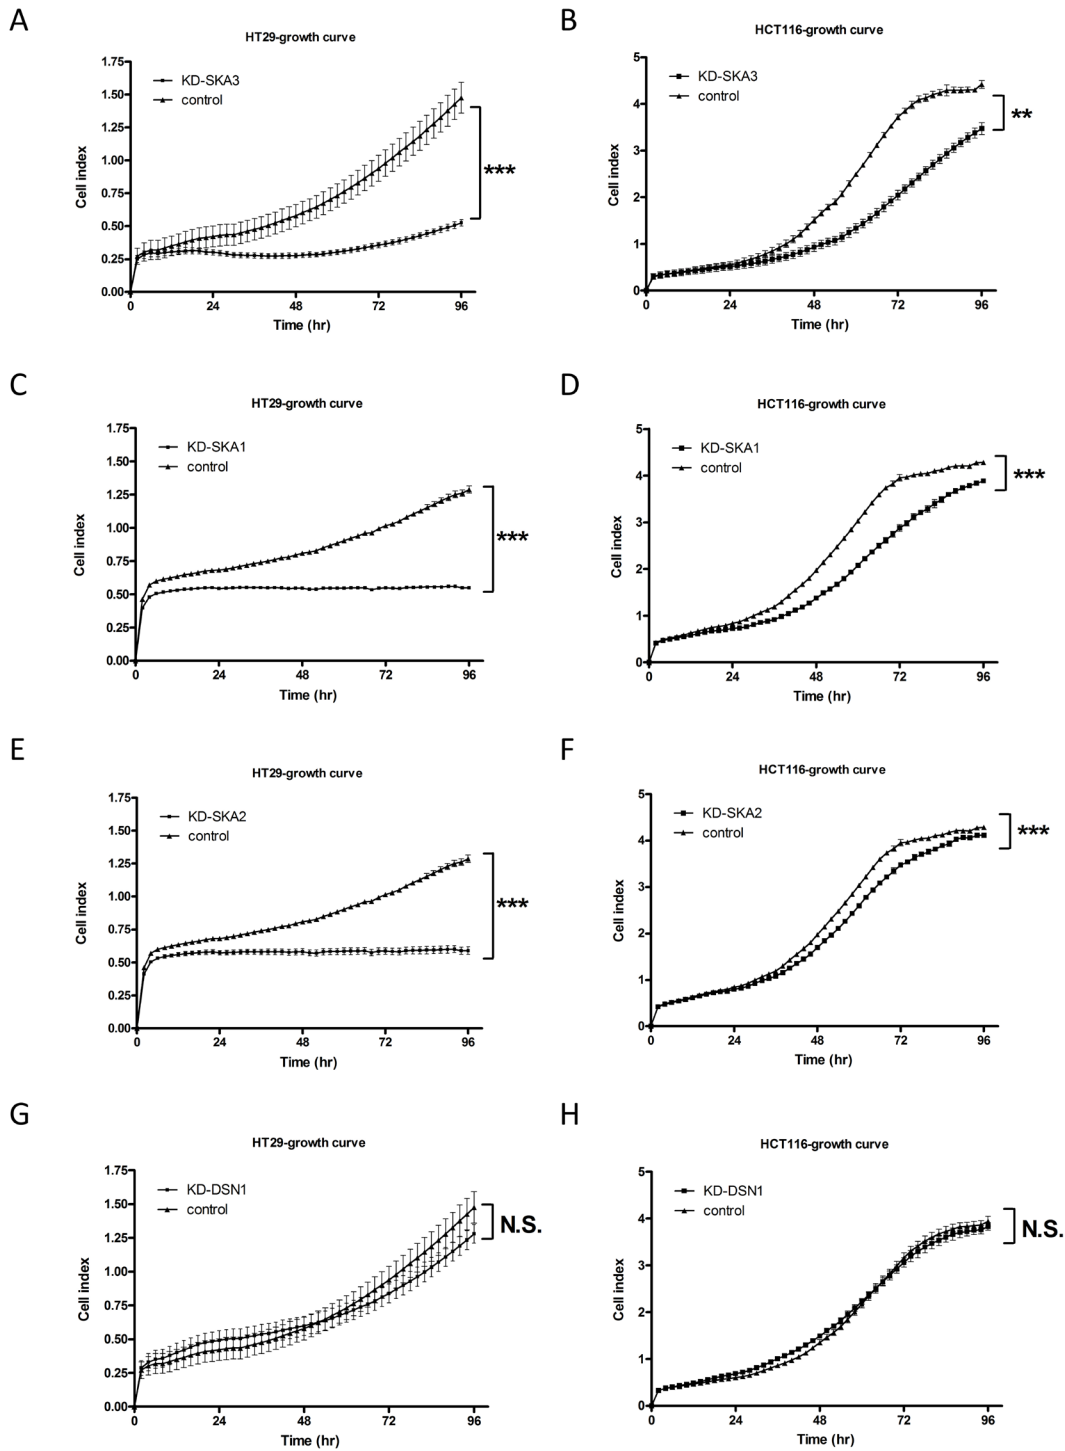 A
HT29-growth curve
KD-SKA3
control
***
Cell index
1.75
1.50
1.25
1.00
0.75
0.50
0.25
0.00
0 24 48 72 96
Time (hr)
B
HCT116-growth curve
KD-SKA3
control
**
Cell index
5
4
3
2
1
0
0 24 48 72 96
Time (hr)
C
HT29-growth curve
KD-SKA1
control
***
Cell index
1.75
1.50
1.25
1.00
0.75
0.50
0.25
0.00
0 24 48 72 96
Time (hr)
D
HCT116-growth curve
KD-SKA1
control
***
Cell index
5
4
3
2
1
0
0 24 48 72 96
Time (hr)
E
HT29-growth curve
KD-SKA2
control
***
Cell index
1.75
1.50
1.25
1.00
0.75
0.50
0.25
0.00
0 24 48 72 96
Time (hr)
F
HCT116-growth curve
KD-SKA2
control
***
Cell index
5
4
3
2
1
0
0 24 48 72 96
Time (hr)
G
HT29-growth curve
KD-DSN1
control
N.S.
Cell index
1.75
1.50
1.25
1.00
0.75
0.50
0.25
0.00
0 24 48 72 96
Time (hr)
H
HCT116-growth curve
KD-DSN1
control
N.S.
Cell index
5
4
3
2
1
0
0 24 48 72 96
Time (hr)